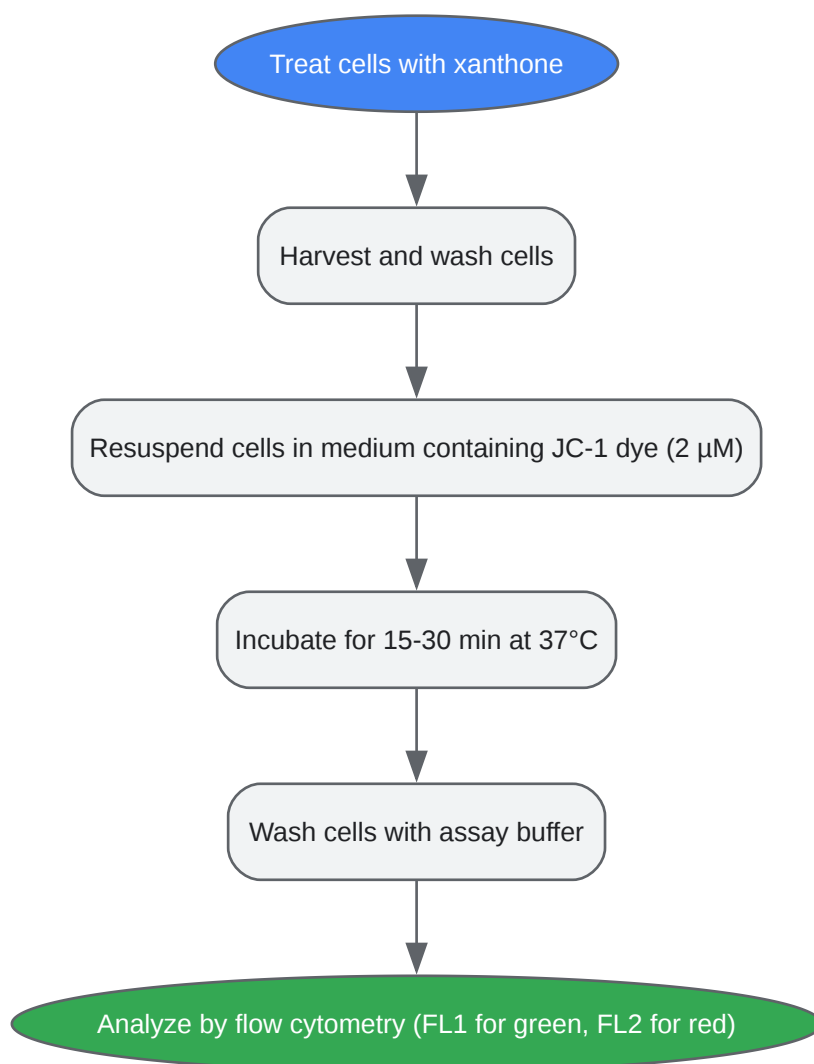 Treat cells with xanthone
Harvest and wash cells
Resuspend cells in medium containing JC-1 dye (2 µM)
Incubate for 15-30 min at 37°C
Wash cells with assay buffer
Analyze by flow cytometry (FL1 for green, FL2 for red)